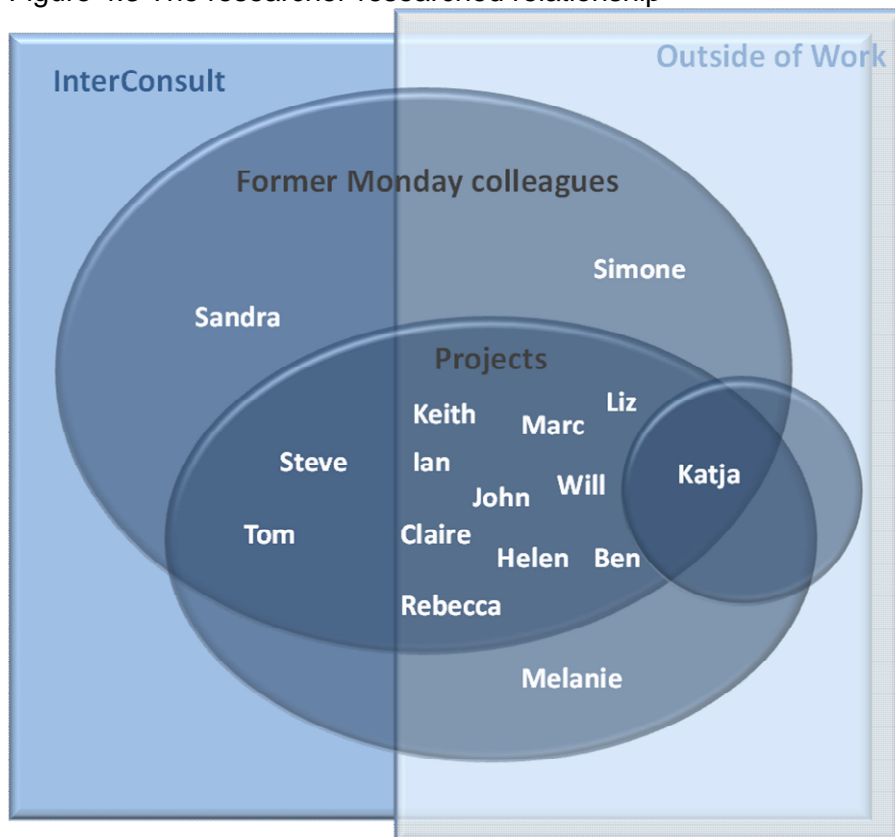 Outside of Work
InterConsult
Former Monday colleagues
Simone
Sandra
Projects
Liz
Keith
Marc
Steve
Ian
Katja
Will
John
Tom
Claire
Helen
Ben
Rebecca
Melanie